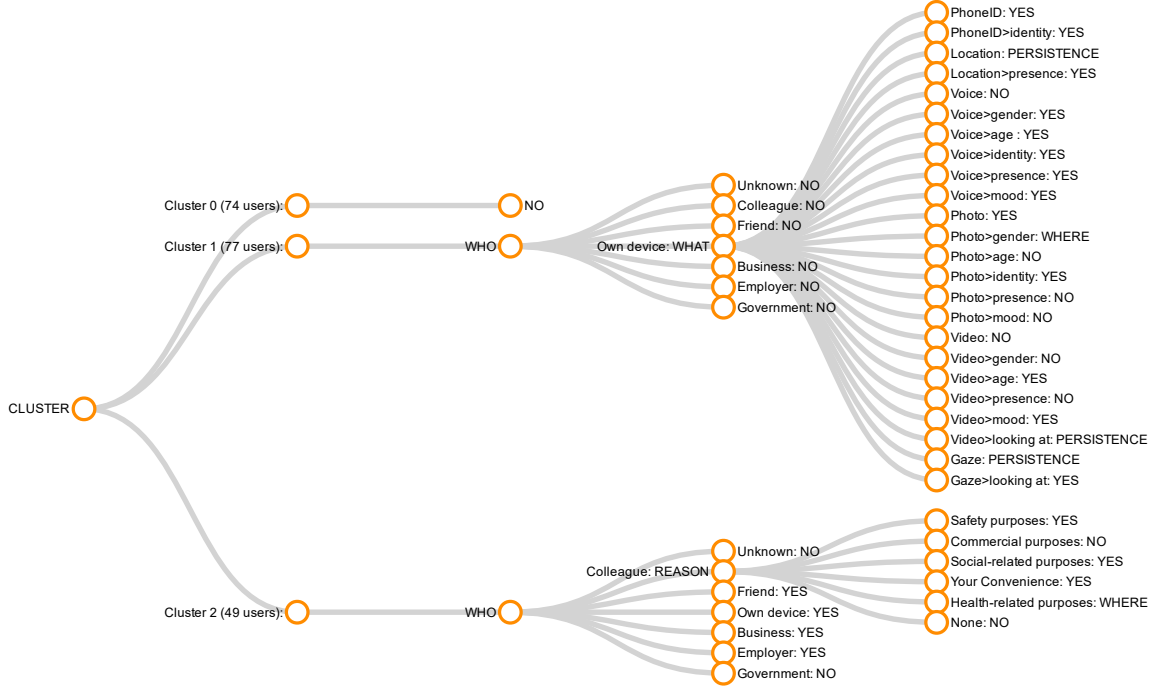 CLUSTER
Cluster 0 (74 users):
NO
Cluster 1 (77 users):
WHO
Unknown: NO
Colleague: NO
Friend: NO
Own device: WHAT
Business: NO
Employer: NO
Government: NO
PhoneID: YES
PhoneID>identity: YES
Location: PERSISTENCE
Location>presence: YES
Voice: NO
Voice>gender: YES
Voice>age : YES
Voice>identity: YES
Voice>presence: YES
Voice>mood: YES
Photo: YES
Photo>gender: WHERE
Photo>age: NO
Photo>identity: YES
Photo>presence: NO
Photo>mood: NO
Video: NO
Video>gender: NO
Video>age: YES
Video>presence: NO
Video>mood: YES
Video>looking at: PERSISTENCE
Gaze: PERSISTENCE
Gaze>looking at: YES
Cluster 2 (49 users):
WHO
Unknown: NO
Colleague: REASON
Friend: YES
Own device: YES
Business: YES
Employer: YES
Government: NO
Safety purposes: YES
Commercial purposes: NO
Social-related purposes: YES
Your Convenience: YES
Health-related purposes: WHERE
None: NO